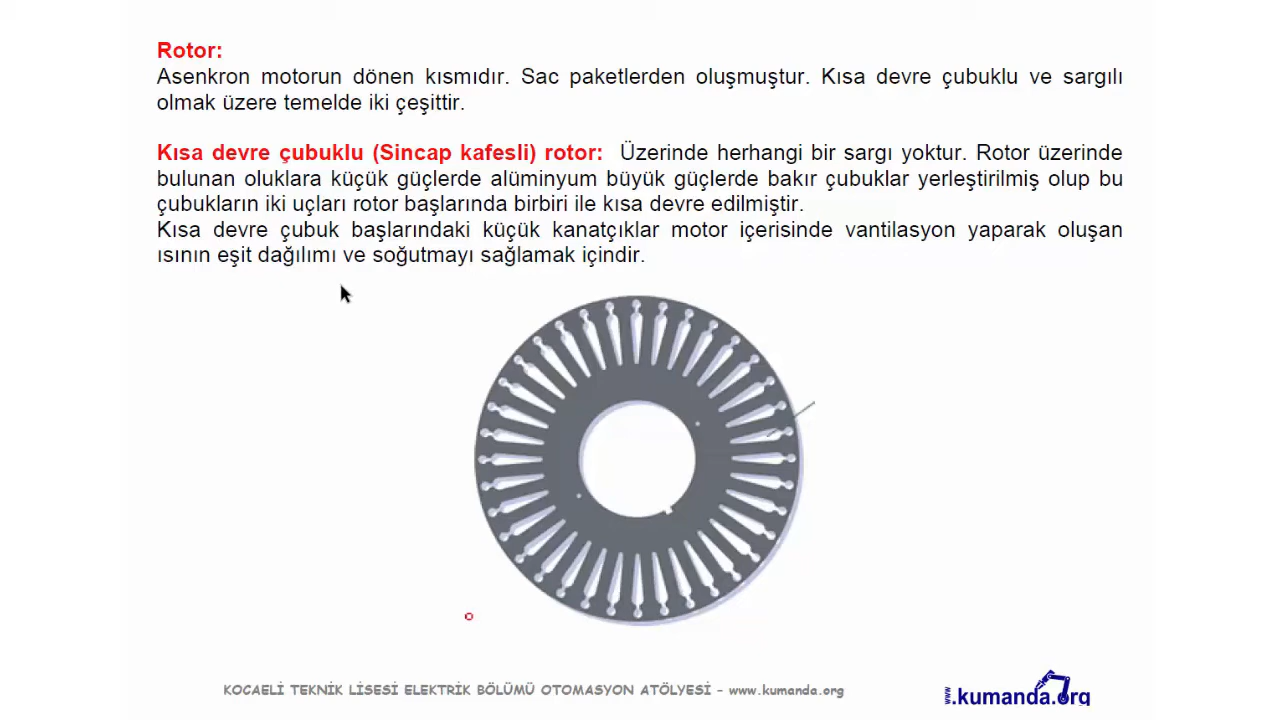 Rotor:
Asenkron motorun dönen kısmıdır. Sac paketlerden oluşmuştur. Kısa devre çubuklu ve sargılı
olmak üzere temelde iki çeşittir.
Kısa devre çubuklu (Sincap kafesli) rotor: Üzerinde herhangi bir sargı yoktur. Rotor üzerinde
bulunan oluklara küçük güçlerde alüminyum büyük güçlerde bakır çubuklar yerleştirilmiş olup bu
çubukların iki uçları rotor başlarında birbiri ile kısa devre edilmiştir.
Kısa devre çubuk başlarındaki küçük kanatçıklar motor içerisinde vantilasyon yaparak oluşan
ısının eşit dağılımı ve soğutmayı sağlamak içindir.
KOCAELİ TEKNİK LİSESİ ELEKTRİK BÖLÜMÜ OTOMASYON ATÖLYESİ - www.kumanda.org
www.kumanda.org